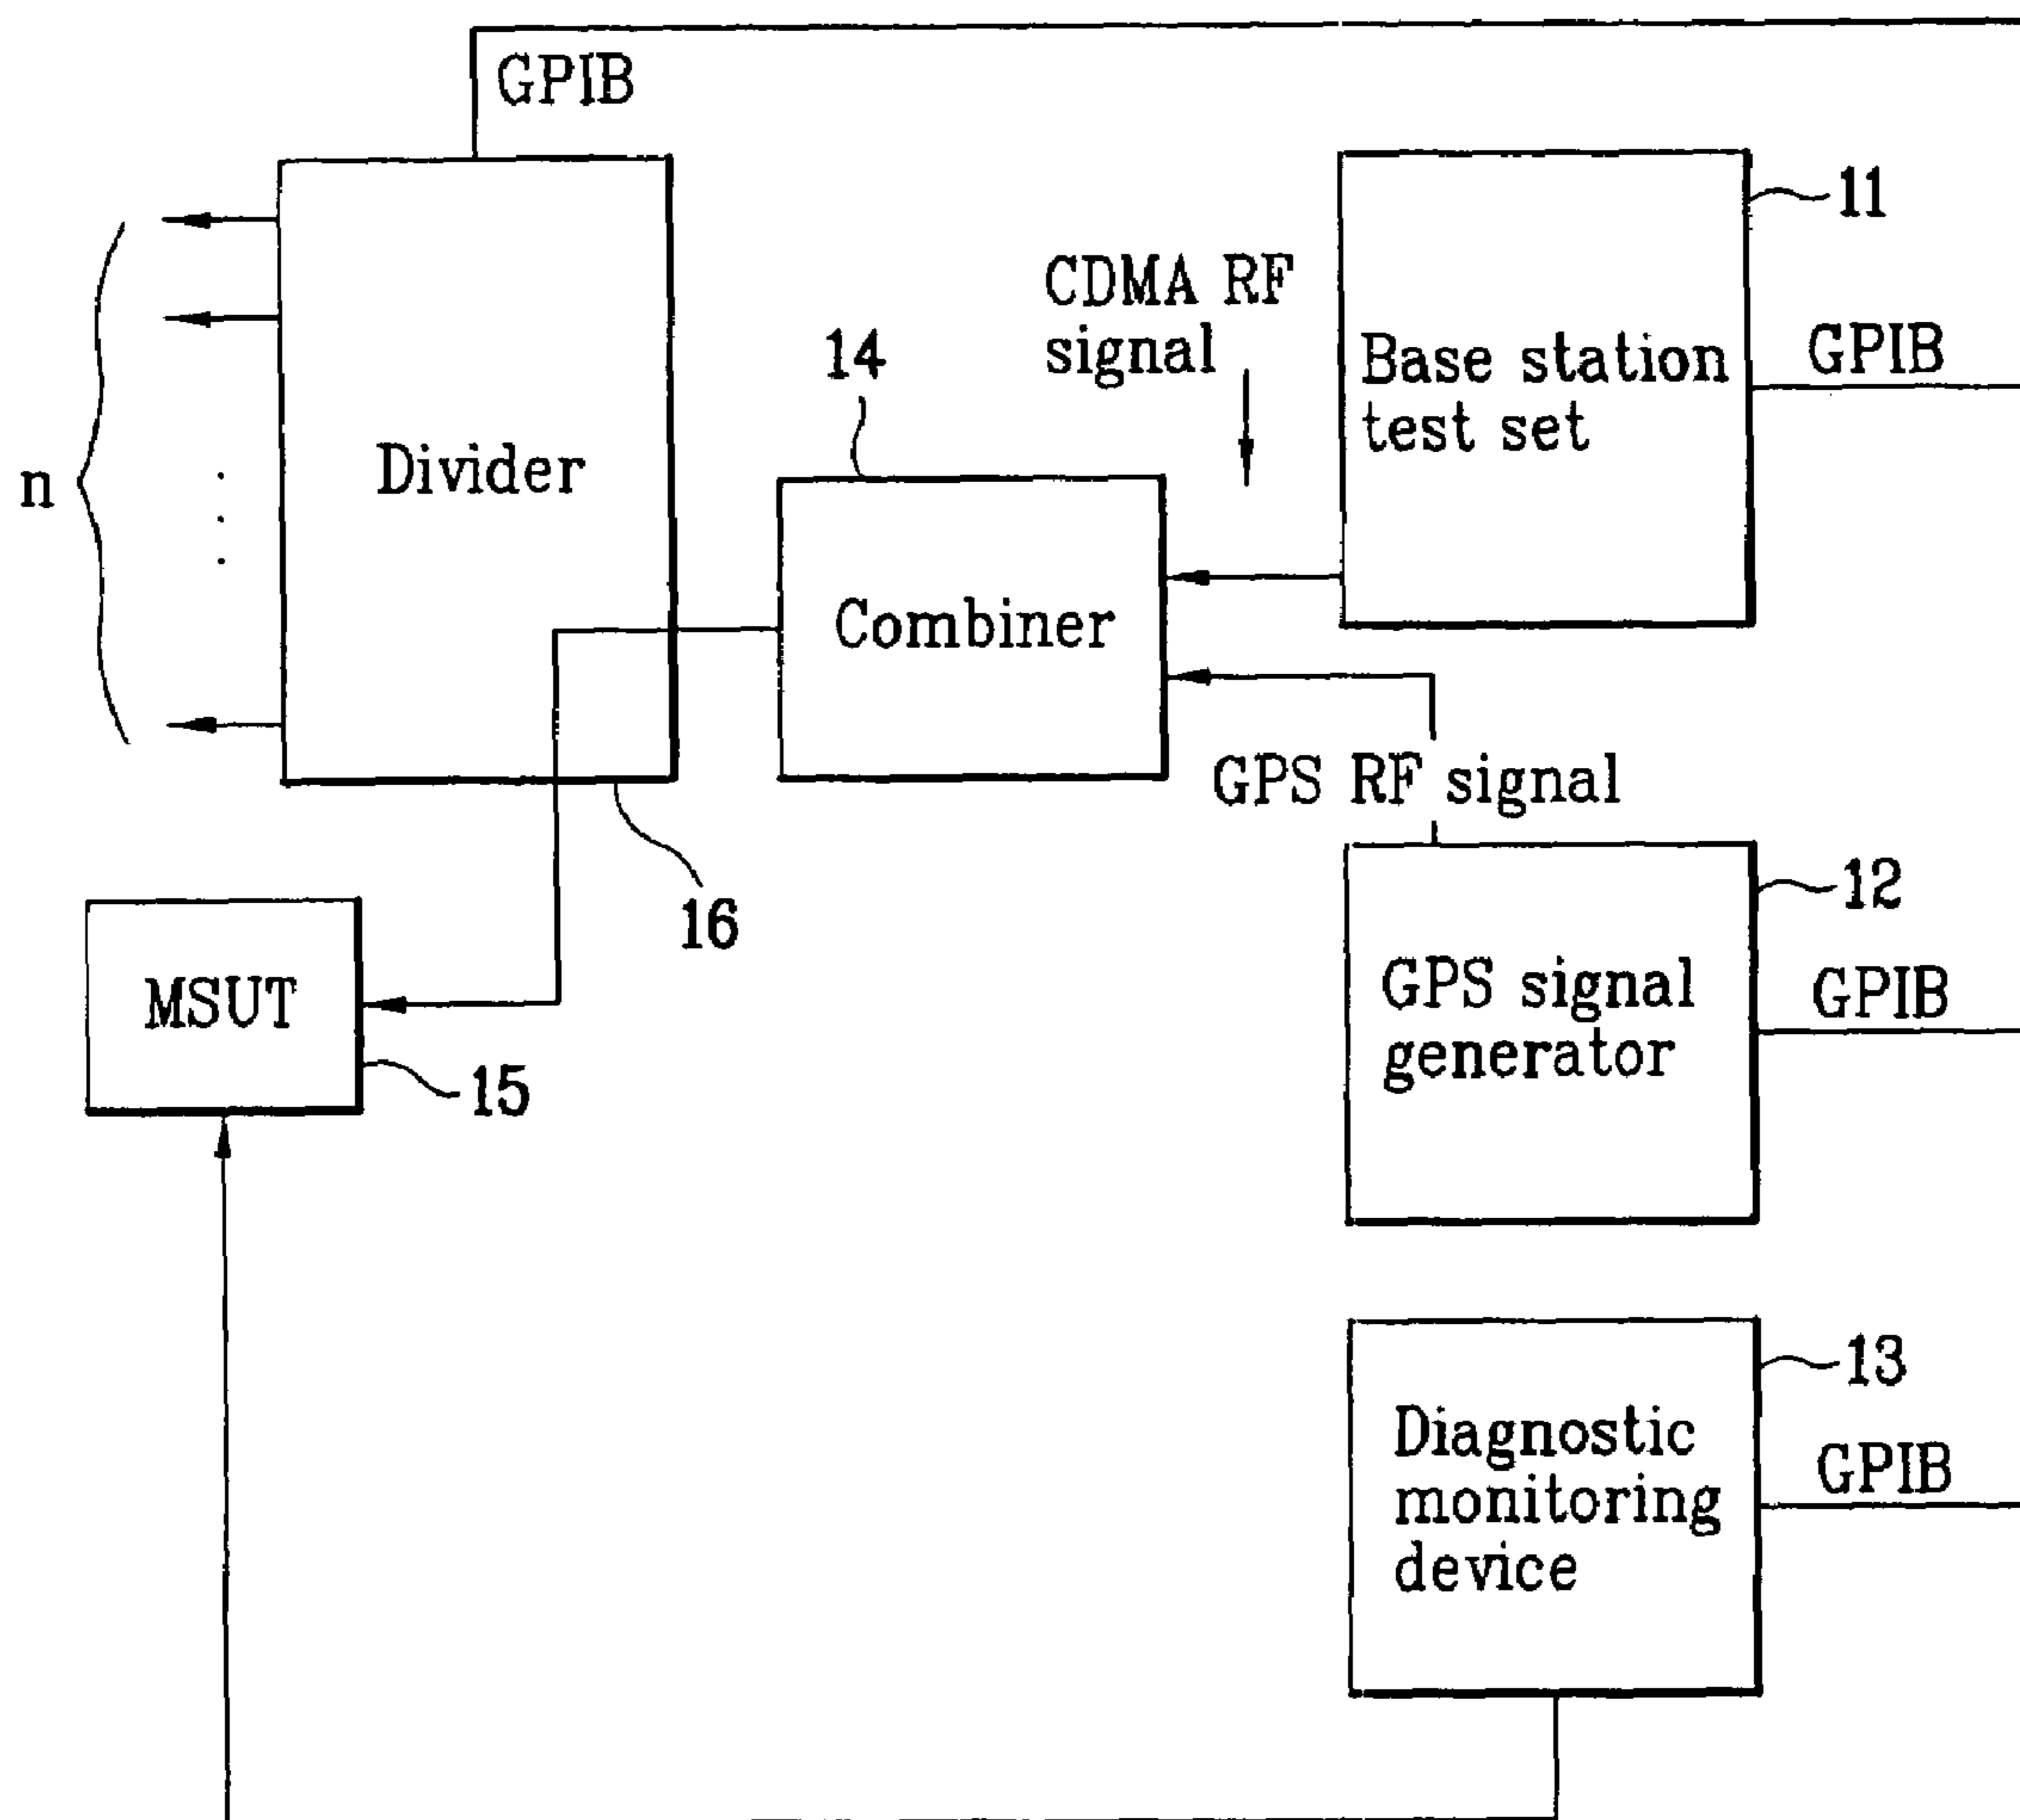 GPIB
11
CDMA RF
signal
14
Base station
test set
GPIB
n
Divider
Combiner
GPS RF signal
16
12
MSUT
GPS signal
generator
GPIB
15
13
Diagnostic
monitoring
device
GPIB